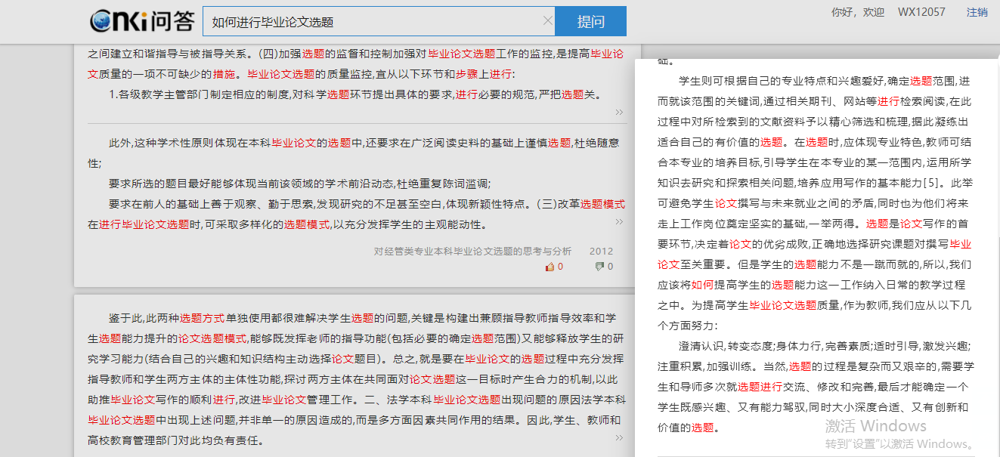 CNKI问答
如何进行毕业论文选题
提问
你好，欢迎 WX12057 注销
之间建立和谐指导与被指导关系。(四)加强选题的监督和控制加强对毕业论文选题工作的监控,是提高毕业论
文质量的一项不可缺少的措施。毕业论文选题的质量监控,宜从以下环节和步骤上进行:
1.各级教学主管部门制定相应的制度,对科学选题环节提出具体的要求,进行必要的规范,严把选题关。
>>
此外,这种学术性原则体现在本科毕业论文的选题中,还要求在广泛阅读史料的基础上谨慎选题,杜绝随意
性;
要求所选的题目最好能够体现当前该领域的学术前沿动态,杜绝重复陈词滥调;
要求在前人的基础上善于观察、勤于思索,发现研究的不足甚至空白,体现新颖性特点。(三)改革选题模式
在进行毕业论文选题时,可采取多样化的选题模式,以充分发挥学生的主观能动性。
>>
对经管类专业本科毕业论文选题的思考与分析 2012
0 0
鉴于此,此两种选题方式单独使用都很难解决学生选题的问题,关键是构建出兼顾指导教师指导效率和学
生选题能力提升的论文选题模式,能够既发挥老师的指导功能(包括必要的确定选题范围)又能够释放学生的研
究学习能力(结合自己的兴趣和知识结构主动选择论文题目)。总之,就是要在毕业论文的选题过程中充分发挥
指导教师和学生两方主体的主体性功能,探讨两方主体在共同面对论文选题这一目标时产生合力的机制,以此
助推毕业论文写作的顺利进行,改进毕业论文管理工作。二、法学本科毕业论文选题出现问题的原因法学本科
毕业论文选题中出现上述问题,并非单一的原因造成的,而是多方面因素共同作用的结果。因此,学生、教师和
高校教育管理部门对此均负有责任。
>>
础。
学生则可根据自己的专业特点和兴趣爱好,确定选题范围,进
而就该范围的关键词,通过相关期刊、网站等进行检索阅读,在此
过程中对所检索到的文献资料予以精心筛选和梳理,据此凝练出
适合自己的有价值的选题。在选题时,应体现专业特色,教师可结
合本专业的培养目标,引导学生在本专业的某一范围内,运用所学
知识去研究和探索相关问题,培养应用写作的基本能力[5]。此举
可避免学生论文撰写与未来就业之间的矛盾,同时也为他们将来
走上工作岗位奠定坚实的基础,一举两得。选题是论文写作的首
要环节,决定着论文的优劣成败,正确地选择研究课题对撰写毕业
论文至关重要。但是学生的选题能力不是一蹴而就的,所以,我们
应该将如何提高学生的选题能力这一工作纳入日常的教学过程
之中。为提高学生毕业论文选题质量,作为教师,我们应从以下几
个方面努力:
澄清认识,转变态度;身体力行,完善素质;适时引导,激发兴趣;
注重积累,加强训练。当然,选题的过程是复杂而又艰辛的,需要学
生和导师多次就选题进行交流、修改和完善,最后才能确定一个
学生既感兴趣、又有能力驾驭,同时大小深度合适、又有创新和
价值的选题。
激活 Windows
转到"设置"以激活 Windows。